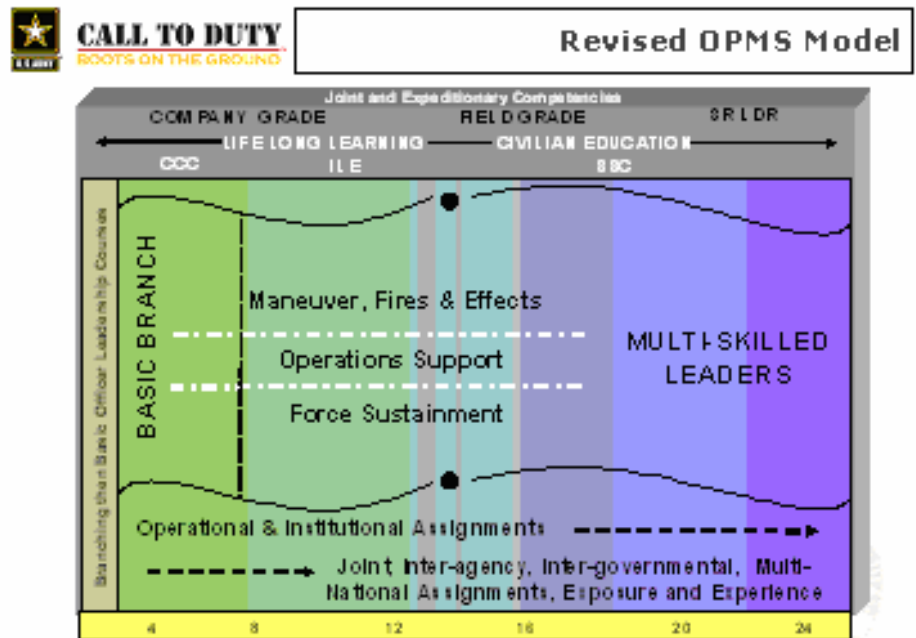 CALL TO DUTY
BOOTS ON THE GROUND
U.S. ARMY
Revised OPMS Model
Joint and Expeditionary Competencies
COMPANY GRADE FIELD GRADE SR LDR
LIFE LONG LEARNING CIVILIAN EDUCATION
CCC ILE SSC
Branching then Basic Officer Leadership Courses
BASIC BRANCH
Maneuver, Fires & Effects
Operations Support
Force Sustainment
MULTI-SKILLED
LEADERS
Operational & Institutional Assignments
Joint, Inter-agency, Inter-governmental, Multi-
National Assignments, Exposure and Experience
4 8 12 16 20 24